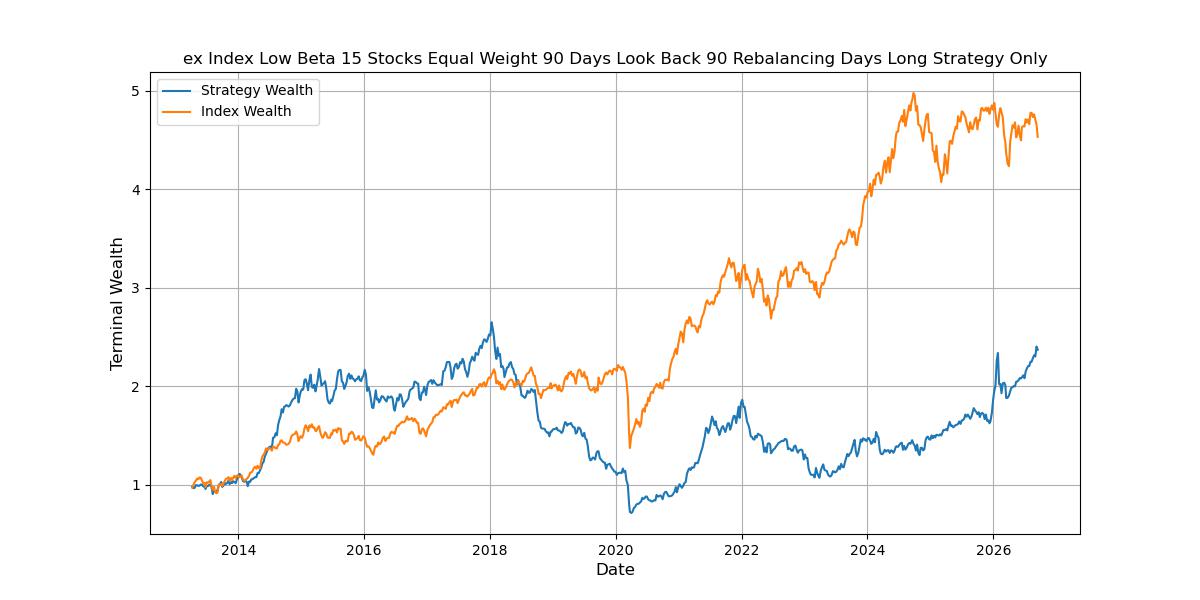 ex Index Low Beta 15 Stocks Equal Weight 90 Days Look Back 90 Rebalancing Days Long Strategy Only
Strategy Wealth
Index Wealth
Terminal Wealth
5
4
3
2
1
2014 2016 2018 2020 2022 2024 2026
Date